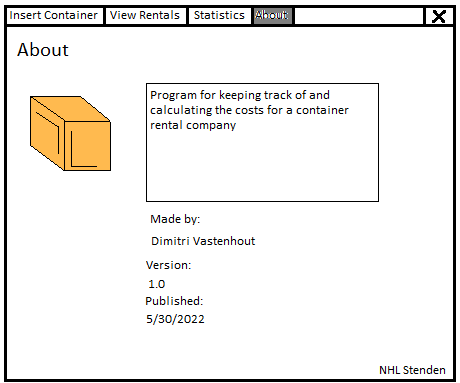 Insert Container View Rentals Statistics About X
About
Program for keeping track of and
calculating the costs for a container
rental company
Made by:
Dimitri Vastenhout
Version:
1.0
Published:
5/30/2022
NHL Stenden